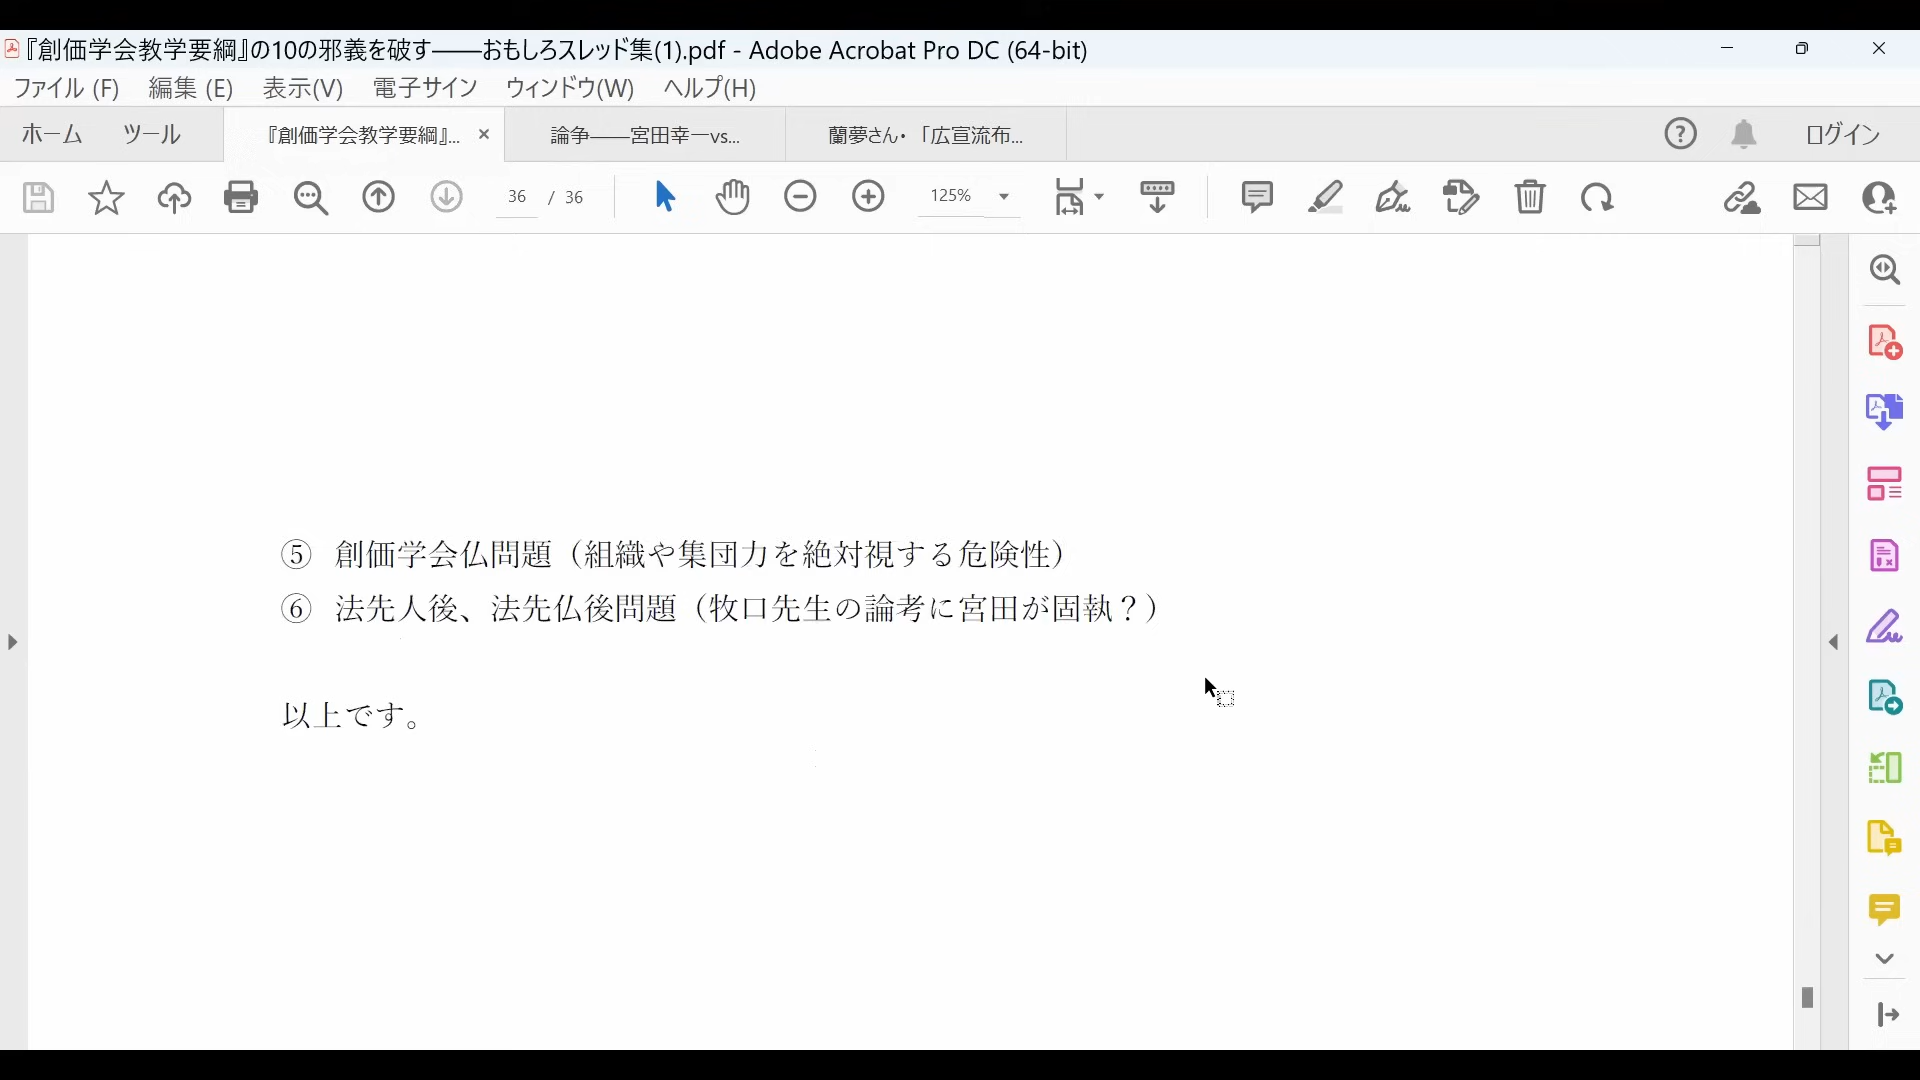 『創価学会教学要綱』の10の邪義を破す――おもしろスレッド集(1).pdf - Adobe Acrobat Pro DC (64-bit)
ファイル (F) 編集 (E) 表示(V) 電子サイン ウィンドウ(W) ヘルプ(H)
ホーム ツール 『創価学会教学要綱』... × 論争――宮田幸一vs... 蘭夢さん・「広宣流布... ログイン
36 / 36 125%
⑤ 創価学会仏問題（組織や集団力を絶対視する危険性）
⑥ 法先人後、法先仏後問題（牧口先生の論考に宮田が固執？）
以上です。